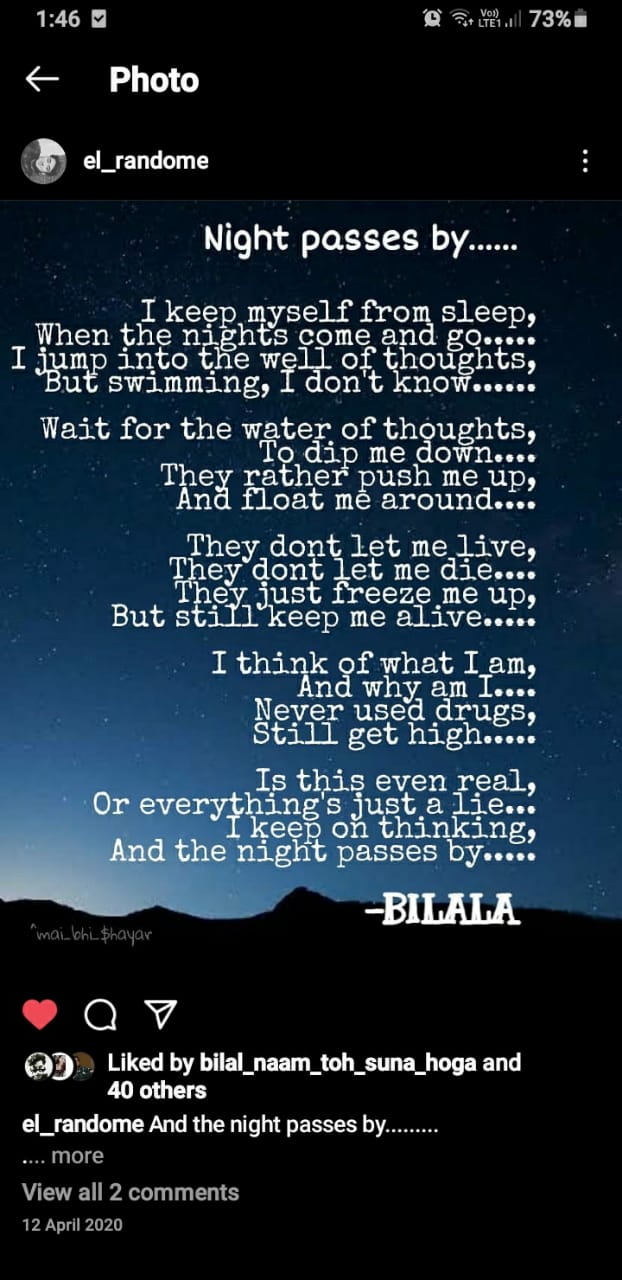 1:46
Vo)) LTE1 73%
Photo
el_randome
Night passes by......
I keep myself from sleep,
When the nights come and go.....
I jump into the well of thoughts,
But swimming, I don't know......
Wait for the water of thoughts,
To dip me down....
They rather push me up,
And float me around....
They dont let me live,
They dont let me die....
They just freeze me up,
But still keep me alive.....
I think of what I am,
And why am I....
Never used drugs,
Still get high.....
Is this even real,
Or everything's just a lie...
I keep on thinking,
And the night passes by.....
-BILALA
^mai_bhi_$hayar
Liked by bilal_naam_toh_suna_hoga and
40 others
el_randome And the night passes by.........
.... more
View all 2 comments
12 April 2020